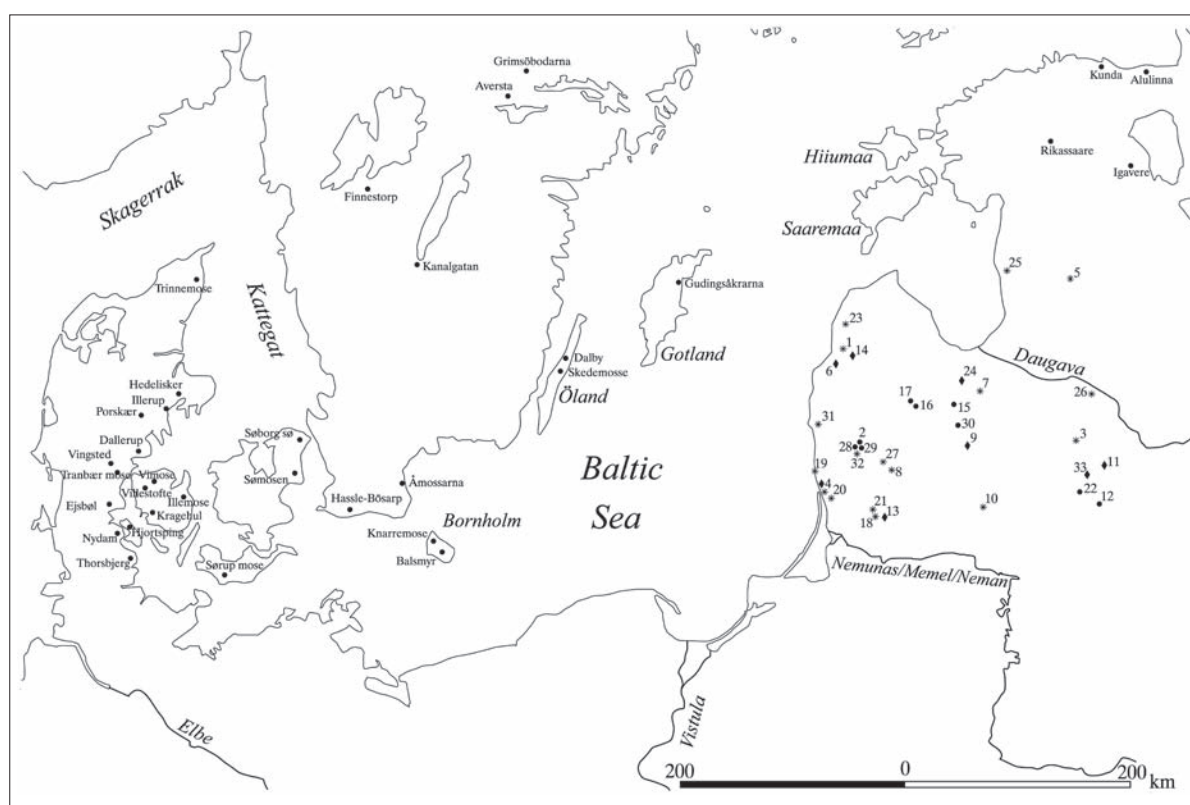 Grimsöbodarna
Aversta
Kunda
Alulinna
Rikassaare
Igavere
Hiiumaa
Saaremaa
Skagerrak
Finnestorp
Kanalgatan
Trinnemose
Kattegat
Gudingsåkrarna
Gotland
Dalby
Skedemosse
Öland
25
5
23
1
14
6
Daugava
24
7
26
17
16
15
30
31
2
28
29
32
9
3
27
8
19
4
20
33
11
22
12
21
18
13
10
Hedelisker
Illerup
Porskær
Dallerup
Vingsted
Tranbær mose
Vimose
Villestofte
Illemose
Ejsbøl
Kragehul
Hjortsping
Nydam
Thorsbjerg
Søborg sø
Sømosen
Sørup mose
Hassle-Bösarp
Åmossarna
Knarremose
Bornholm
Balsmyr
Baltic
Sea
Nemunas/Memel/Neman
Vistula
Elbe
200 0 200
km